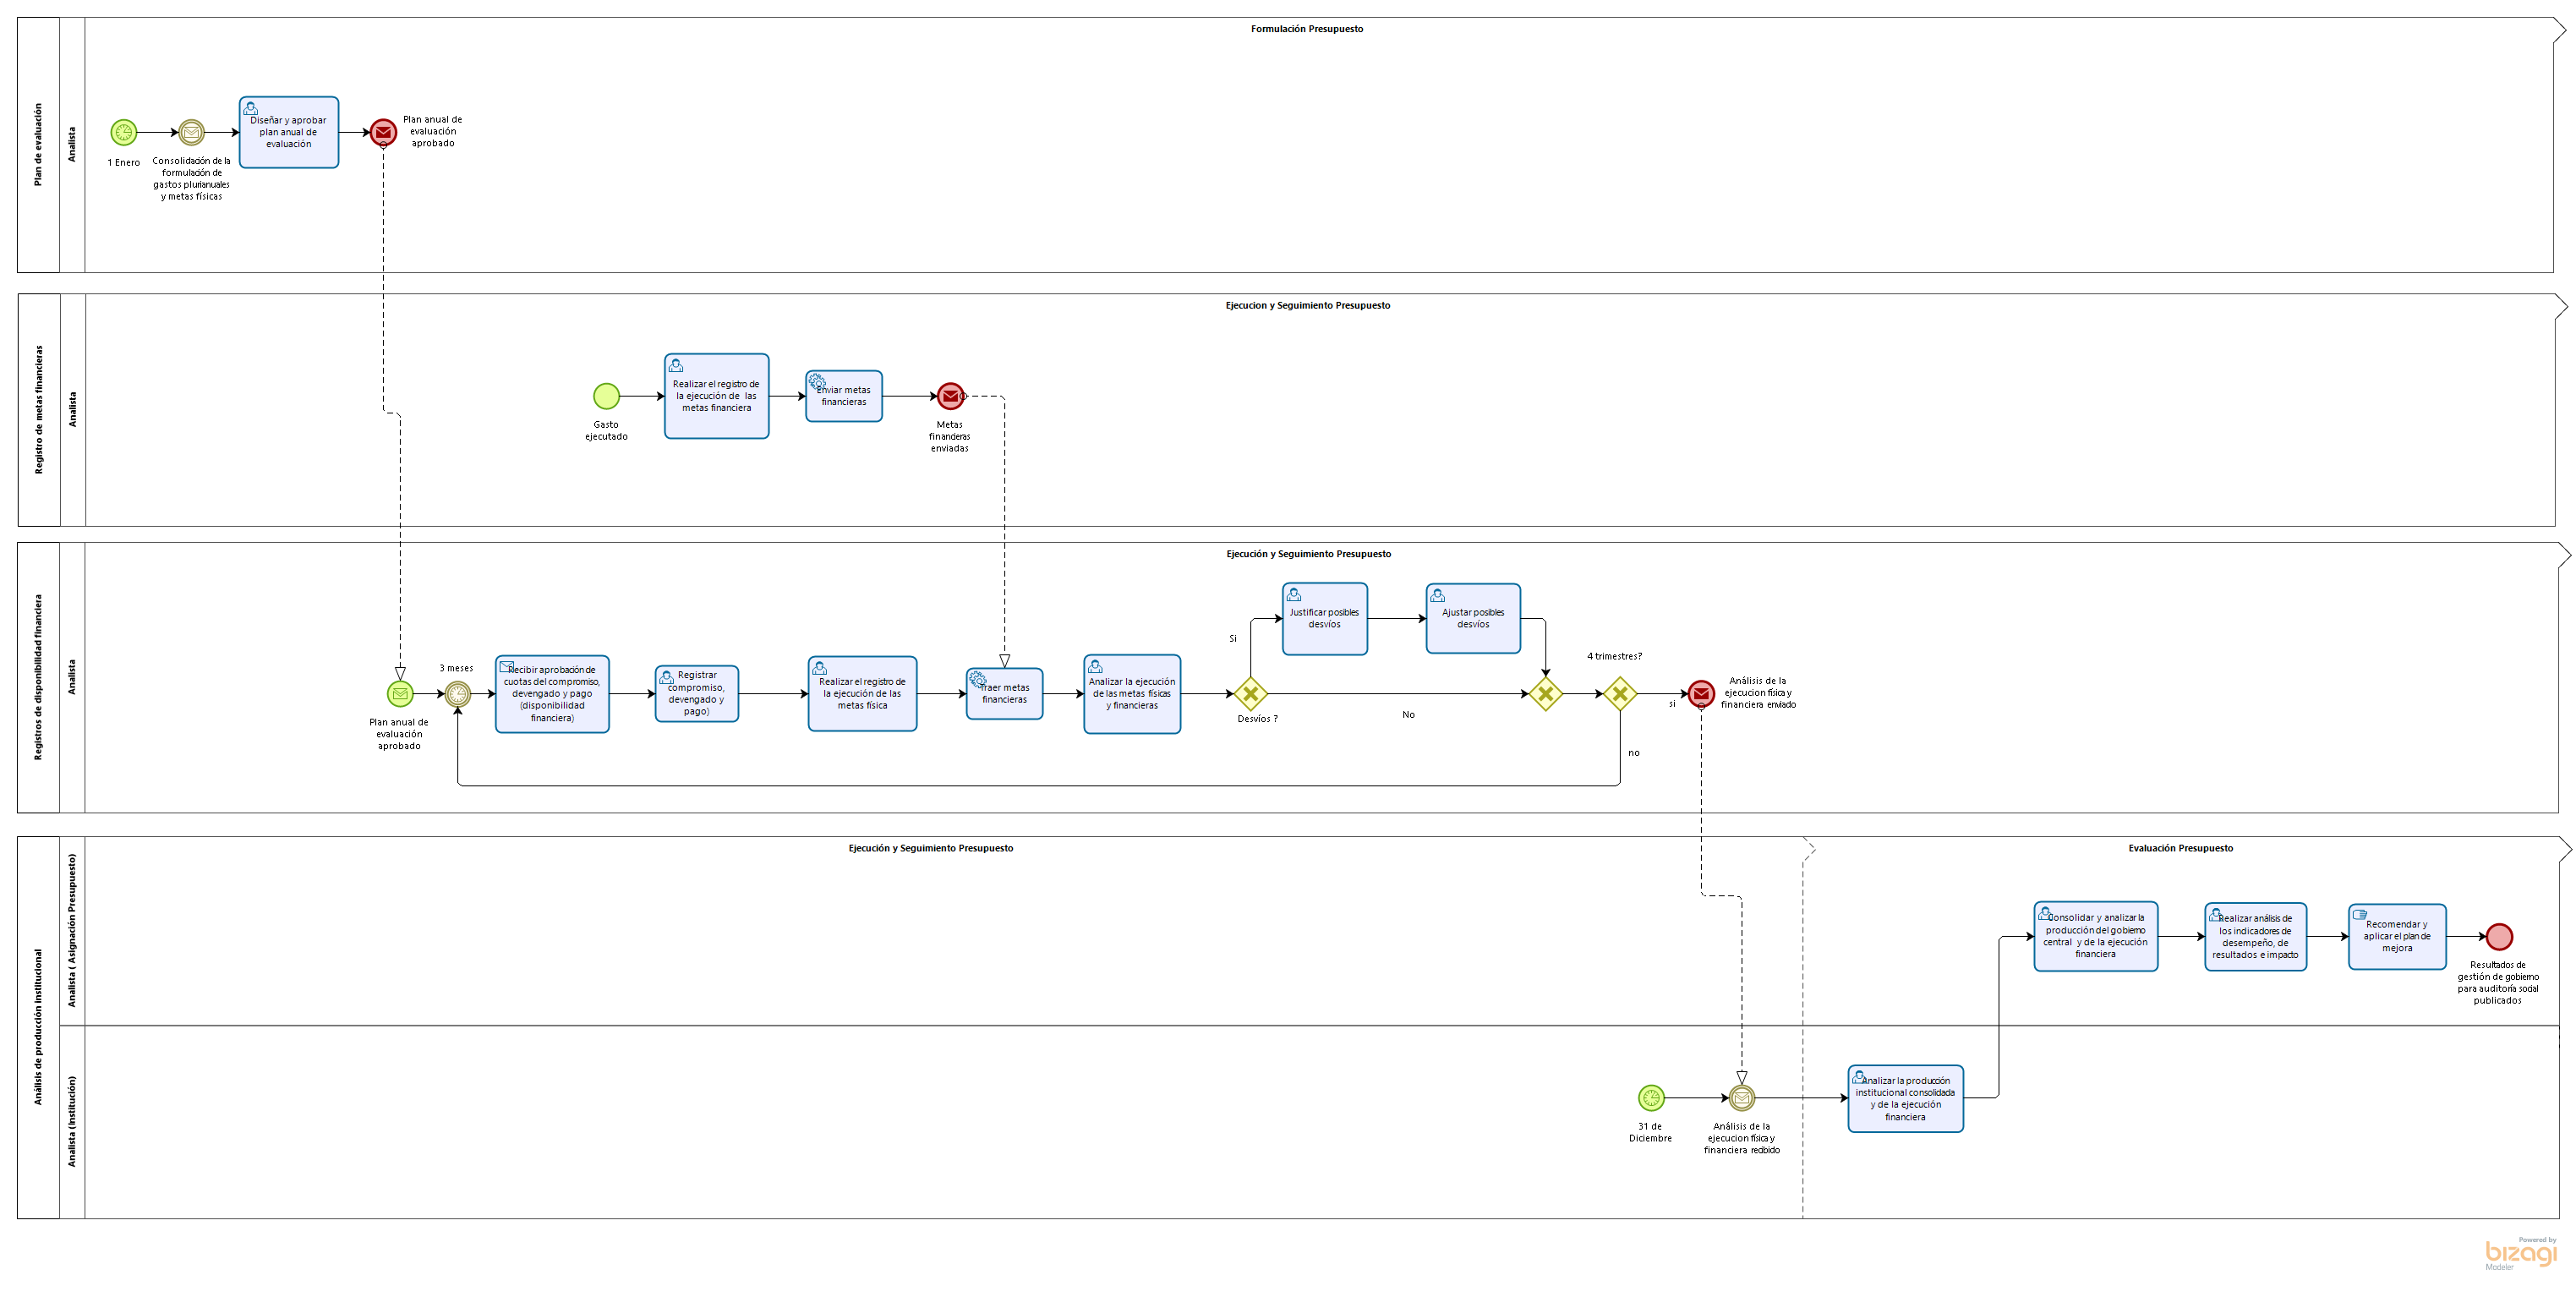 Formulación Presupuesto
Plan de evaluación
Analista
1 Enero
Consolidación de la
formulación de
gastos plurianuales
y metas físicas
Diseñar y aprobar
plan anual de
evaluación
Plan anual de
evaluación
aprobado
Ejecucion y Seguimiento Presupuesto
Registro de metas financieras
Analista
Gasto
ejecutado
Realizar el registro de
la ejecución de las
metas financiera
Enviar metas
financieras
Metas
finanderas
enviadas
Ejecución y Seguimiento Presupuesto
Registros de disponibilidad financiera
Analista
Plan anual de
evaluación
aprobado
3 meses
Recibir aprobación de
cuotas del compromiso,
devengado y pago
(disponibilidad
financiera)
Registrar
compromiso,
devengado y
pago)
Realizar el registro de
la ejecución de las
metas física
Traer metas
financieras
Analizar la ejecución
de las metas físicas
y financieras
Desvíos ?
Si
Justificar posibles
desvíos
Ajustar posibles
desvíos
No
4 trimestres?
si
no
Análisis de la
ejecucion física y
financiera enviado
Ejecución y Seguimiento Presupuesto
Evaluación Presupuesto
Análisis de producción institucional
Analista ( Asignación Presupuesto)
Consolidar y analizar la
producción del gobierno
central y de la ejecución
financiera
Realizar análisis de
los indicadores de
desempeño, de
resultados e impacto
Recomendar y
aplicar el plan de
mejora
Resultados de
gestión de gobierno
para auditoría social
publicados
Analista (Institución)
31 de
Diciembre
Análisis de la
ejecucion física y
financiera recibido
Analizar la producción
institucional consolidada
y de la ejecución
financiera
Powered by
bizagi
Modeler